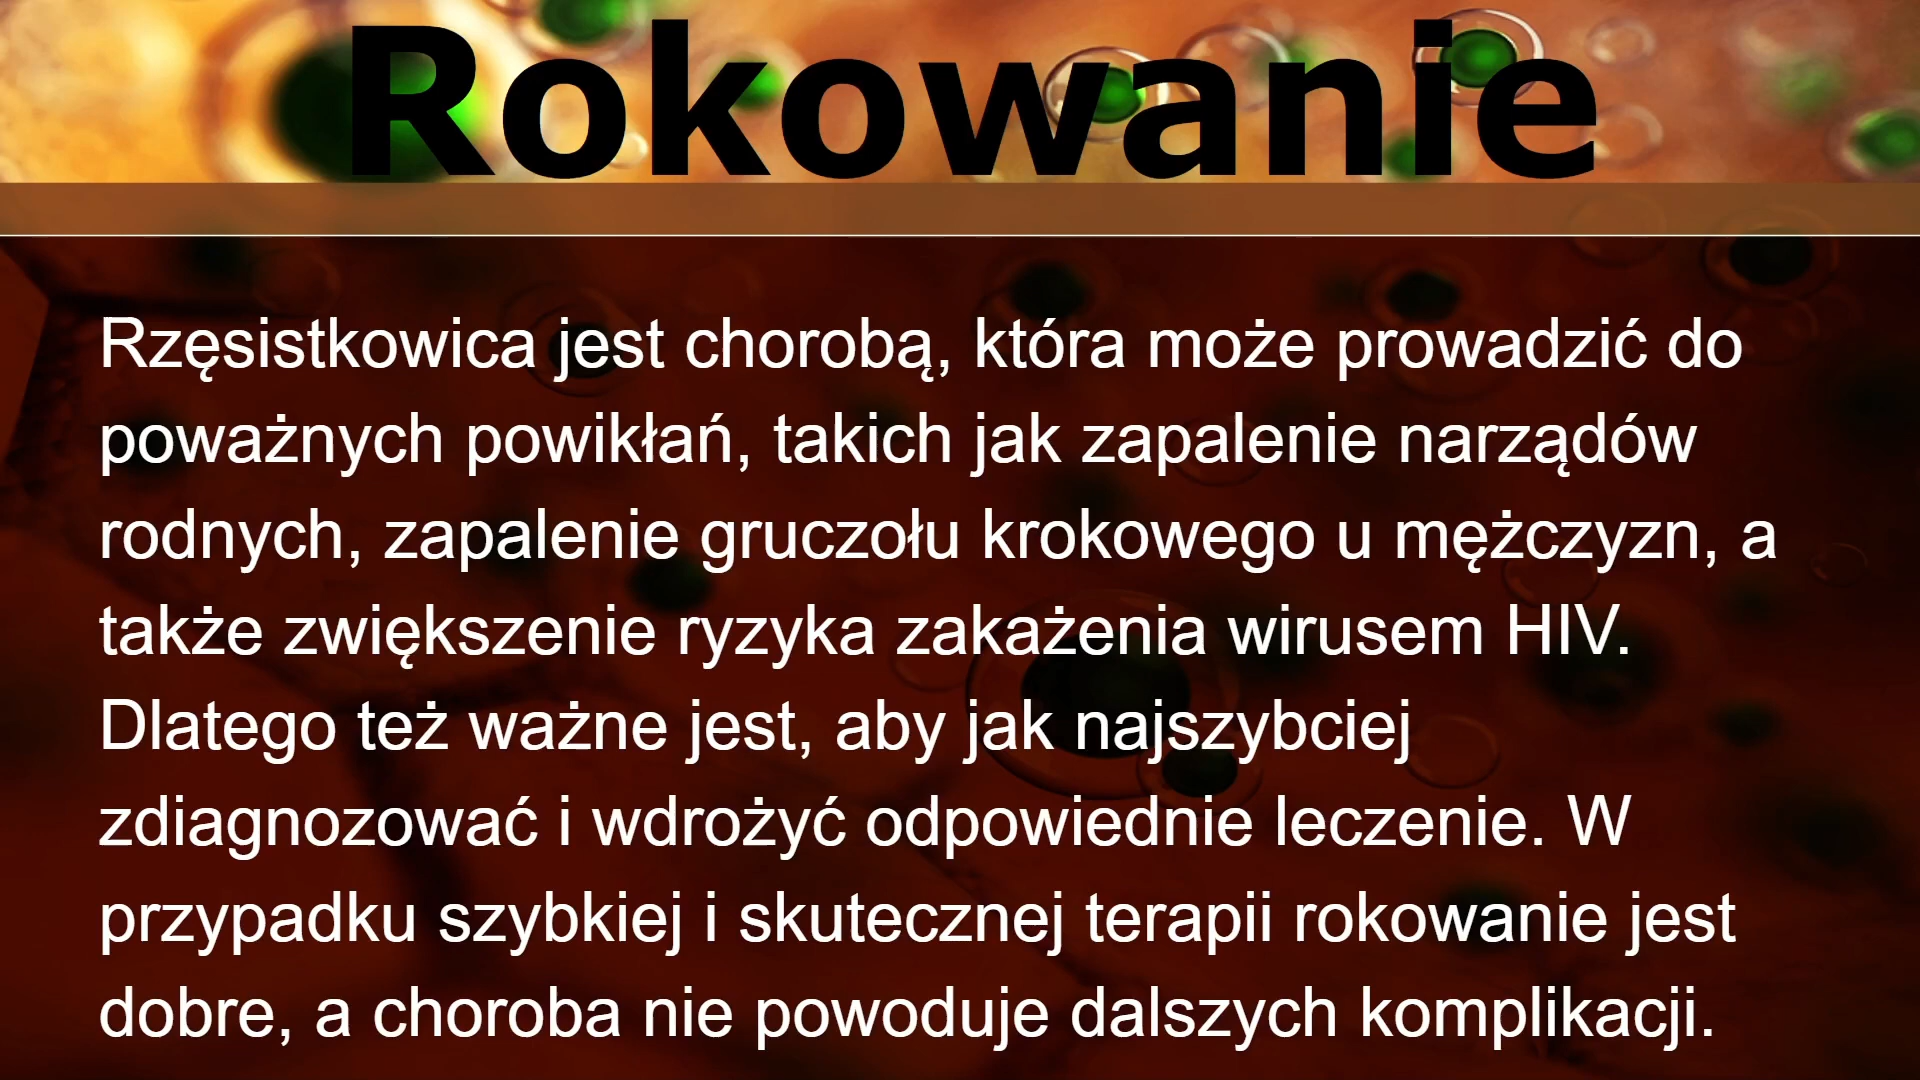 Rokowanie
Rzęsistkowica jest chorobą, która może prowadzić do
poważnych powikłań, takich jak zapalenie narządów
rodnych, zapalenie gruczołu krokowego u mężczyzn, a
także zwiększenie ryzyka zakażenia wirusem HIV.
Dlatego też ważne jest, aby jak najszybciej
zdiagnozować i wdrożyć odpowiednie leczenie. W
przypadku szybkiej i skutecznej terapii rokowanie jest
dobre, a choroba nie powoduje dalszych komplikacji.